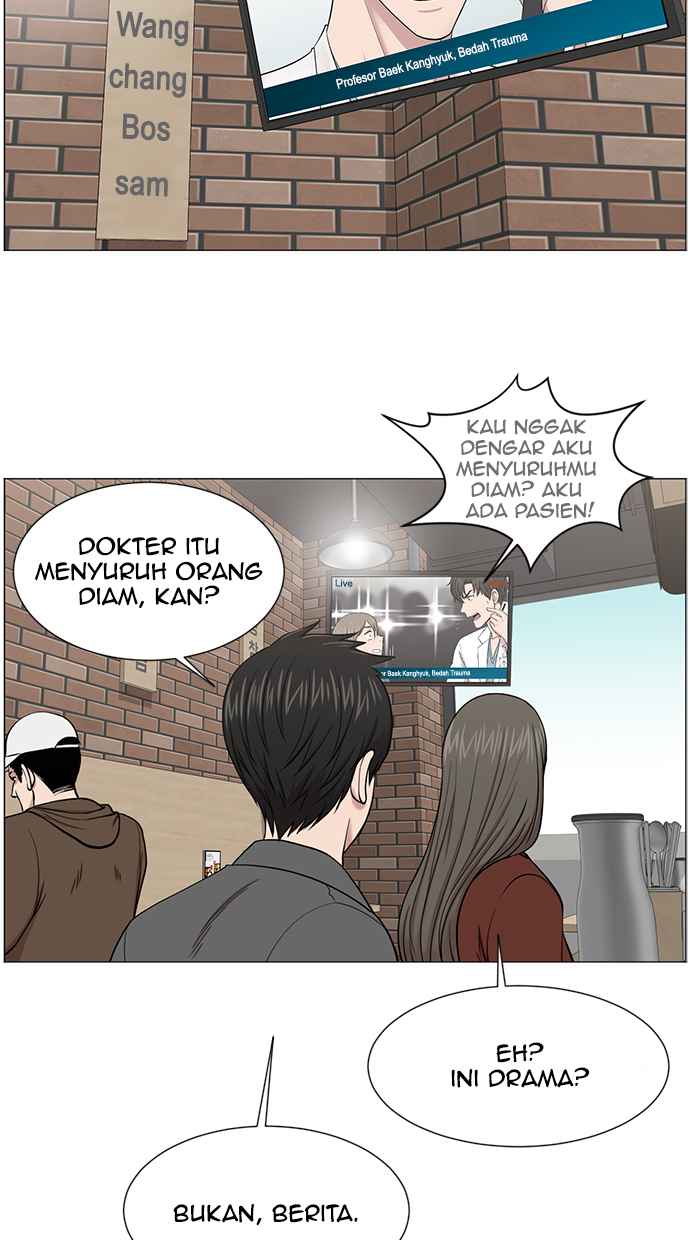 Profesor Baek Kanghyuk, Bedah Trauma
Wang
chang
Bos
sam
KAU NGGAK
DENGAR AKU
MENYURUHMU
DIAM? AKU
ADA PASIEN!
DOKTER ITU
MENYURUH ORANG
DIAM, KAN?
Live
sor Baek Kanghyuk, Bedah Trauma
EH?
INI DRAMA?
BUKAN, BERITA.